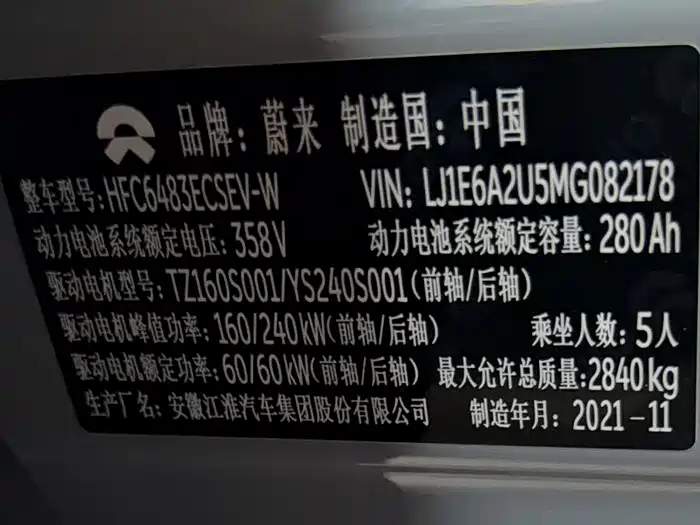 品牌: 蔚来 制造国: 中国
整车型号: HFC6483ECSEV-W VIN: LJ1E6A2U5MG082178
动力电池系统额定电压: 358V 动力电池系统额定容量: 280Ah
驱动电机型号: TZ160S001/YS240S001(前轴/后轴)
驱动电机峰值功率: 160/240kW(前轴/后轴) 乘坐人数: 5人
驱动电机额定功率: 60/60kW(前轴/后轴) 最大允许总质量: 2840kg
生产厂名: 安徽江淮汽车集团股份有限公司 制造年月: 2021-11